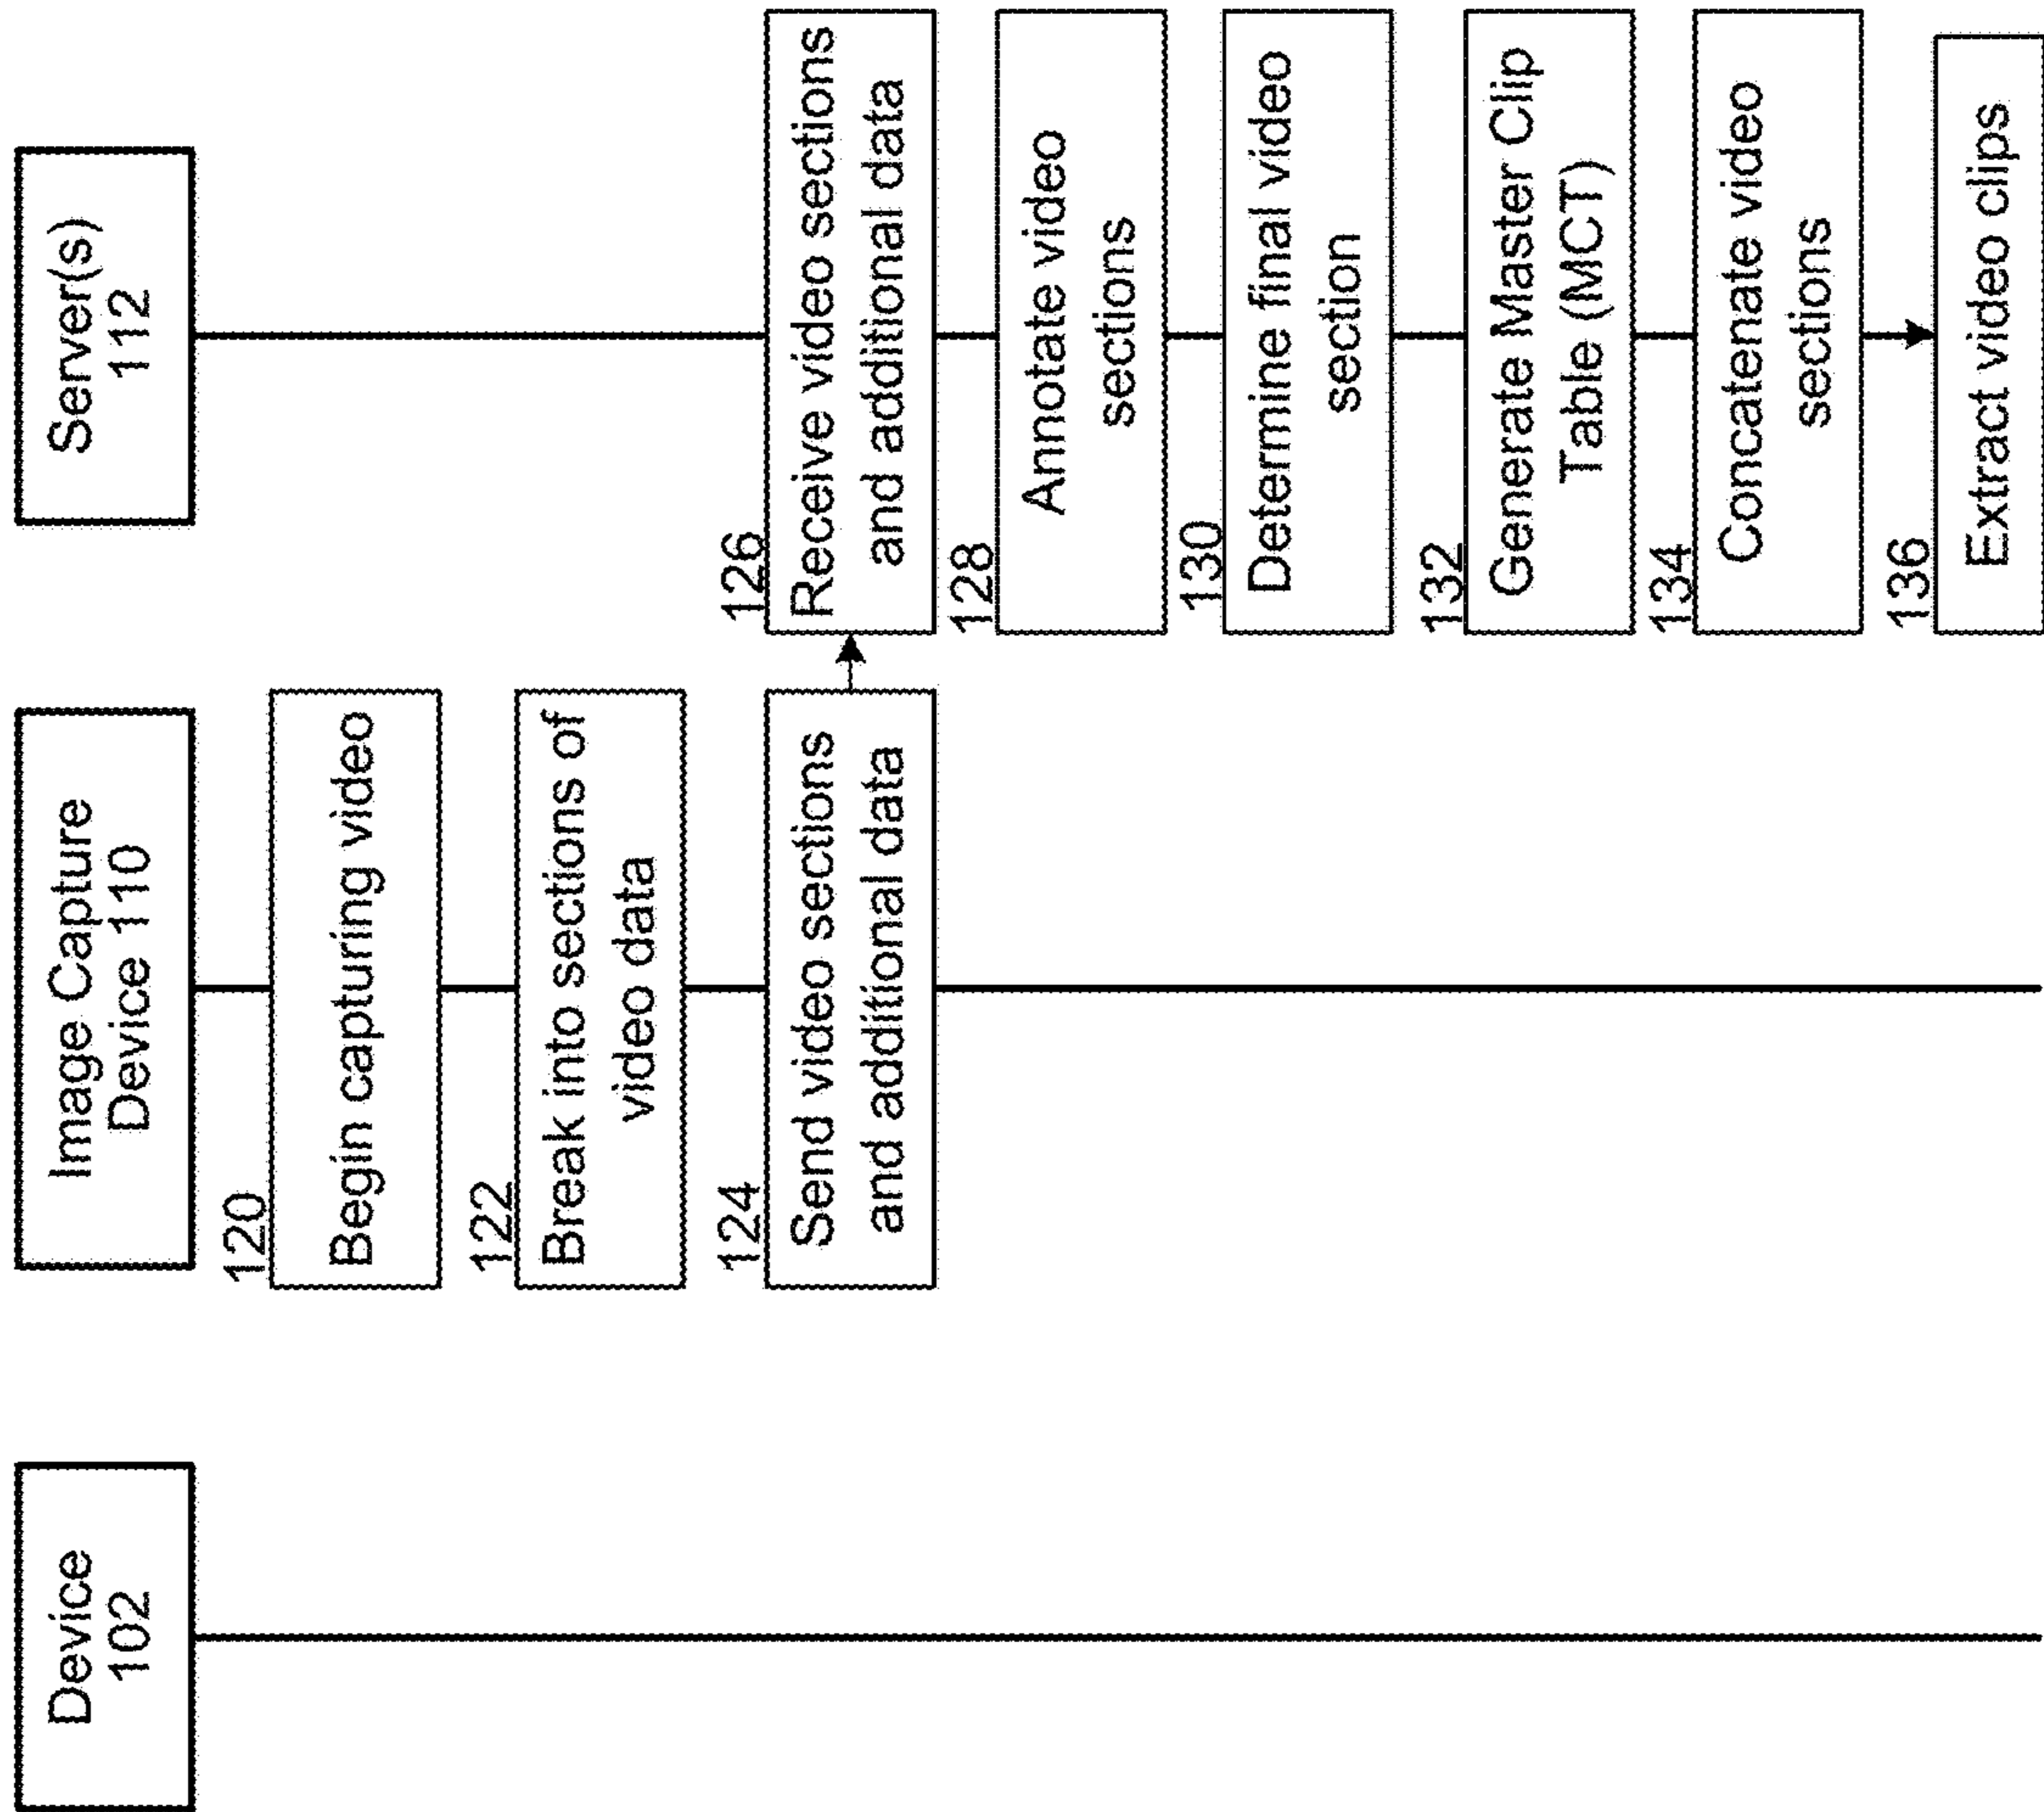 Device
102
Image Capture
Device 110
Server(s)
112
120
Begin capturing video
122
Break into sections of
video data
124
Send video sections
and additional data
126
Receive video sections
and additional data
128
Annotate video
sections
130
Determine final video
section
132
Generate Master Clip
Table (MCT)
134
Concatenate video
sections
136
Extract video clips